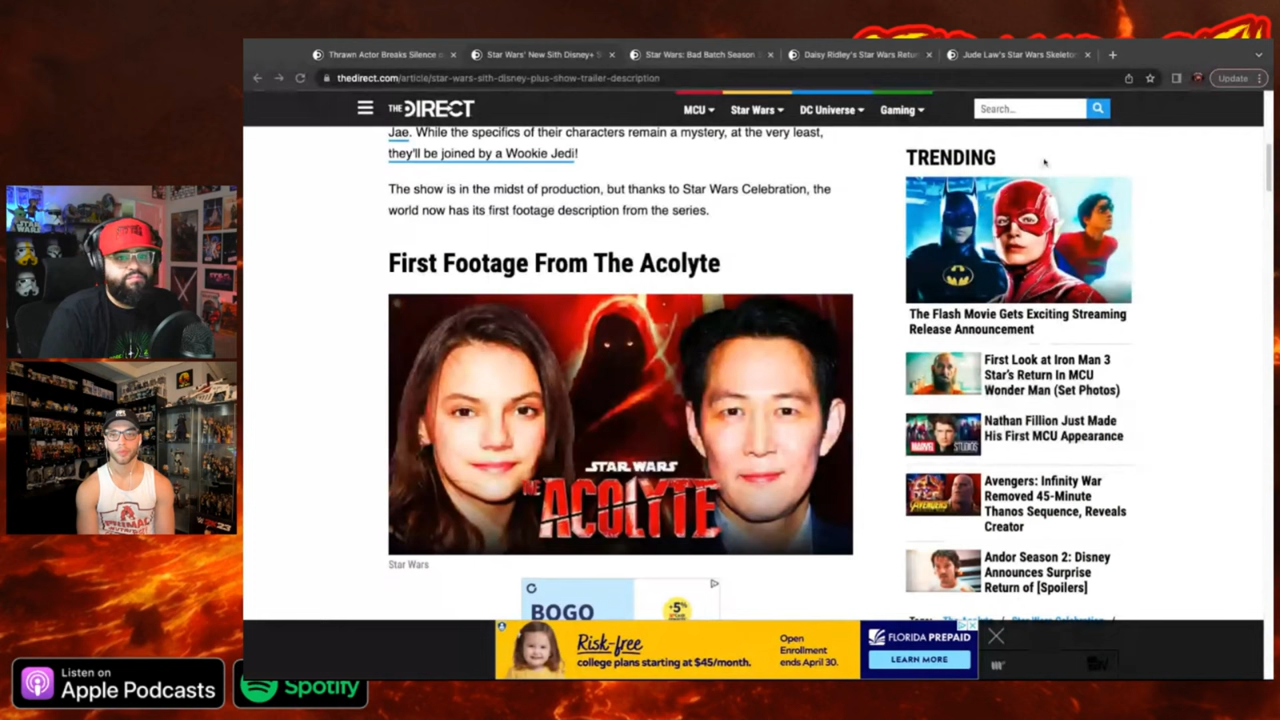 Thrawn Actor Breaks Silence
Star Wars' New Sith Disney+ S
Star Wars: Bad Batch Season
Daisy Ridley's Star Wars Retur
Jude Law's Star Wars Skeleto
thedirect.com/article/star-wars-sith-disney-plus-show-trailer-description
Update
THE DIRECT
MCU
Star Wars
DC Universe
Gaming
Search...
Jae. While the specifics of their characters remain a mystery, at the very least,
they'll be joined by a Wookie Jedi!
The show is in the midst of production, but thanks to Star Wars Celebration, the
world now has its first footage description from the series.
First Footage From The Acolyte
STAR WARS
THE ACOLYTE
Star Wars
TRENDING
The Flash Movie Gets Exciting Streaming
Release Announcement
First Look at Iron Man 3
Star's Return In MCU
Wonder Man (Set Photos)
MARVEL STUDIOS
Nathan Fillion Just Made
His First MCU Appearance
Avengers: Infinity War
Removed 45-Minute
Thanos Sequence, Reveals
Creator
Andor Season 2: Disney
Announces Surprise
Return of [Spoilers]
BOGO
+5%
Risk-free
college plans starting at $45/month.
Open
Enrollment
ends April 30.
FLORIDA PREPAID
LEARN MORE
Listen on
Apple Podcasts
Spotify